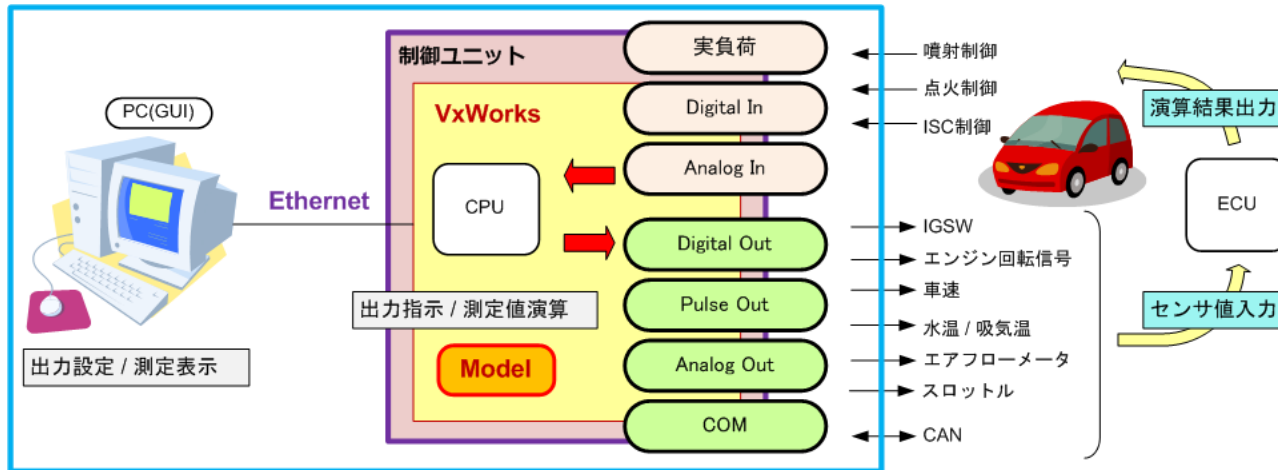 PC(GUI)
出力設定 / 測定表示
Ethernet
制御ユニット
VxWorks
CPU
出力指示 / 測定値演算
Model
実負荷
Digital In
Analog In
Digital Out
Pulse Out
Analog Out
COM
噴射制御
点火制御
ISC制御
IGSW
エンジン回転信号
車速
水温 / 吸気温
エアフローメータ
スロットル
CAN
演算結果出力
ECU
センサ値入力